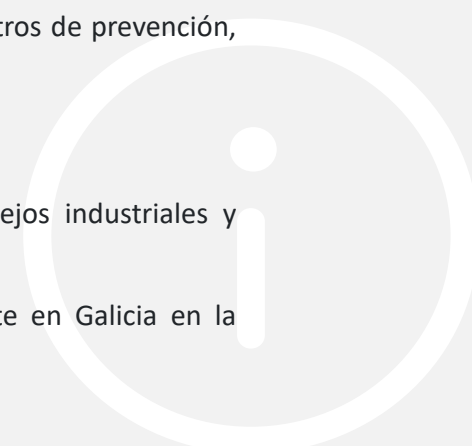 tros de prevención,
ejos industriales y
te en Galicia en la